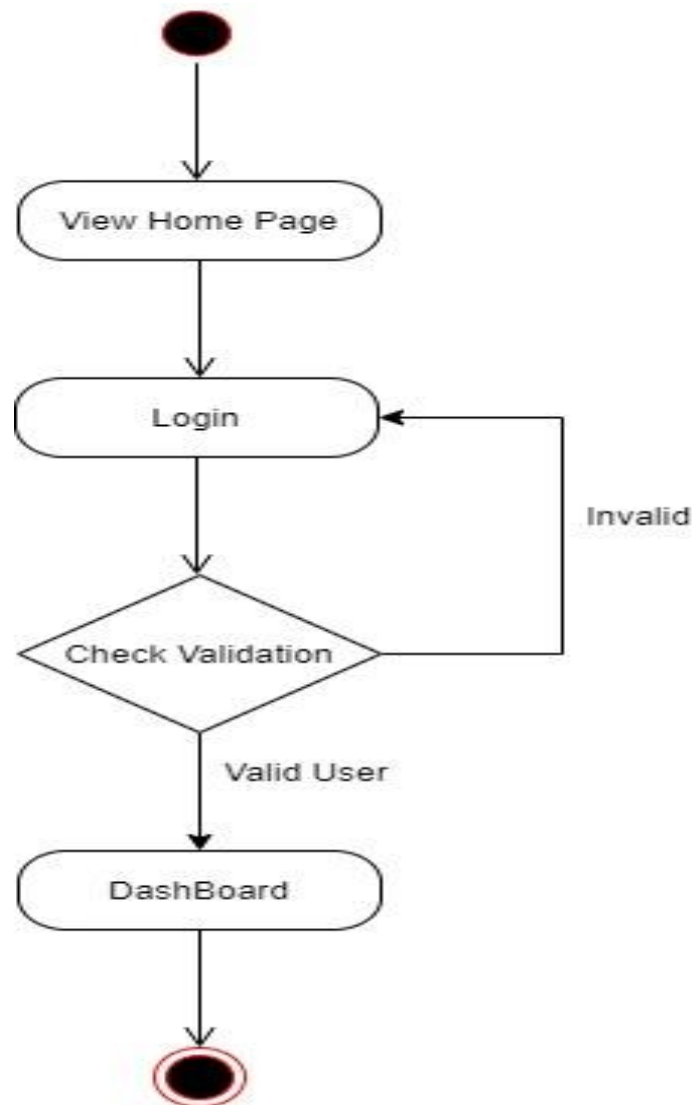 View Home Page
Login
Invalid
Check Validation
Valid User
DashBoard